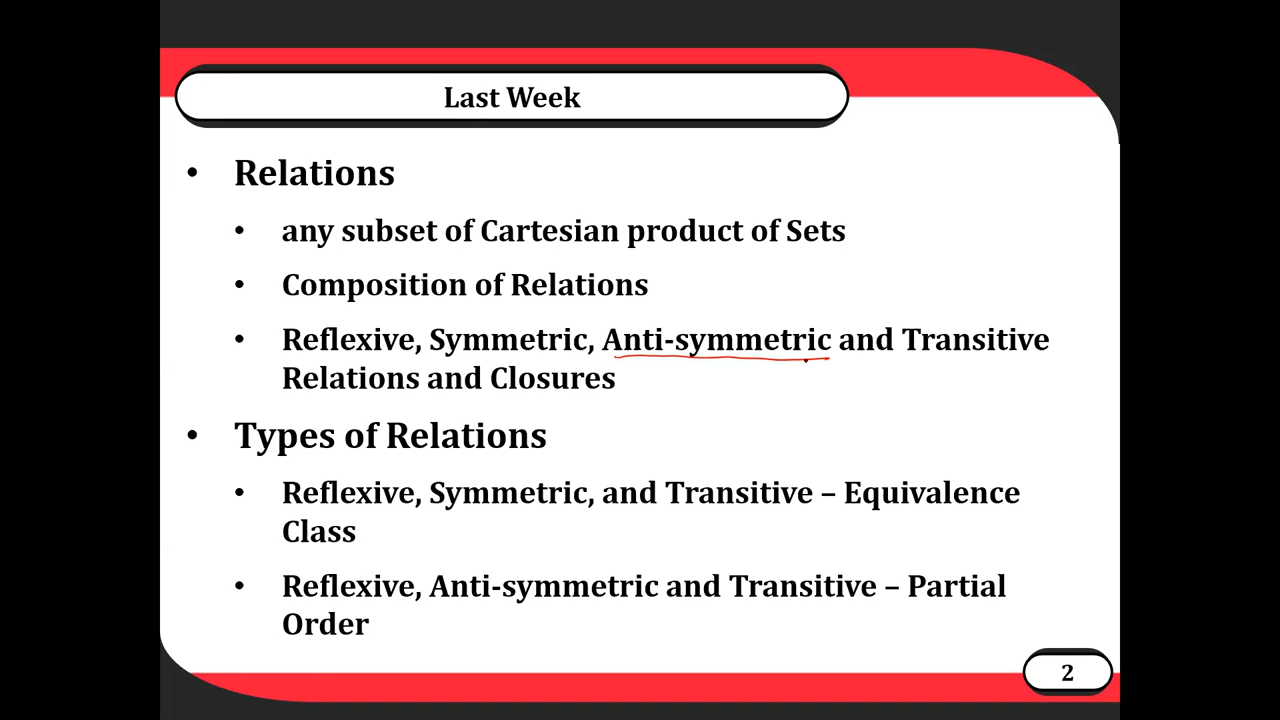 Last Week
• Relations
• any subset of Cartesian product of Sets
• Composition of Relations
• Reflexive, Symmetric, Anti-symmetric and Transitive
Relations and Closures
• Types of Relations
• Reflexive, Symmetric, and Transitive – Equivalence
Class
• Reflexive, Anti-symmetric and Transitive – Partial
Order
2